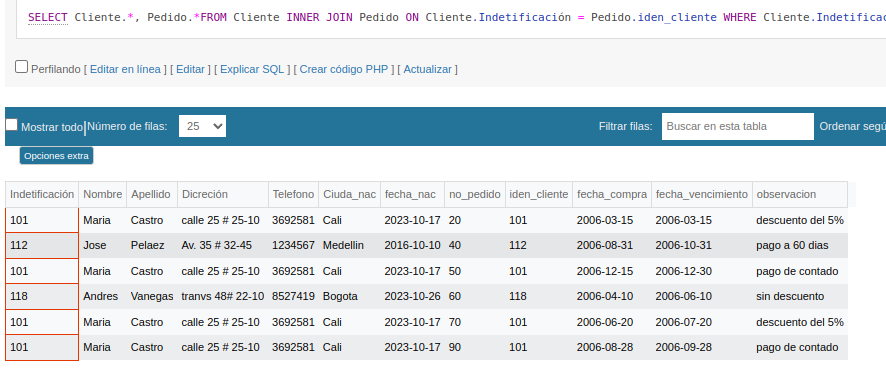 SELECT Cliente.*, Pedido.*FROM Cliente INNER JOIN Pedido ON Cliente.Indetificación = Pedido.iden_cliente WHERE Cliente.Indetificac
Perfilando [ Editar en línea ] [ Editar ] [ Explicar SQL ] [ Crear código PHP ] [ Actualizar ]
Mostrar todo Número de filas: 25 Filtrar filas: Buscar en esta tabla Ordenar segú
Opciones extra
Indetificación Nombre Apellido Dicreción Telefono Ciuda_nac fecha_nac no_pedido iden_cliente fecha_compra fecha_vencimiento observacion
101 Maria Castro calle 25 # 25-10 3692581 Cali 2023-10-17 20 101 2006-03-15 2006-03-15 descuento del 5%
112 Jose Pelaez Av. 35 # 32-45 1234567 Medellin 2016-10-10 40 112 2006-08-31 2006-10-31 pago a 60 dias
101 Maria Castro calle 25 # 25-10 3692581 Cali 2023-10-17 50 101 2006-12-15 2006-12-30 pago de contado
118 Andres Vanegas tranvs 48# 22-10 8527419 Bogota 2023-10-26 60 118 2006-04-10 2006-06-10 sin descuento
101 Maria Castro calle 25 # 25-10 3692581 Cali 2023-10-17 70 101 2006-06-20 2006-07-20 descuento del 5%
101 Maria Castro calle 25 # 25-10 3692581 Cali 2023-10-17 90 101 2006-08-28 2006-09-28 pago de contado